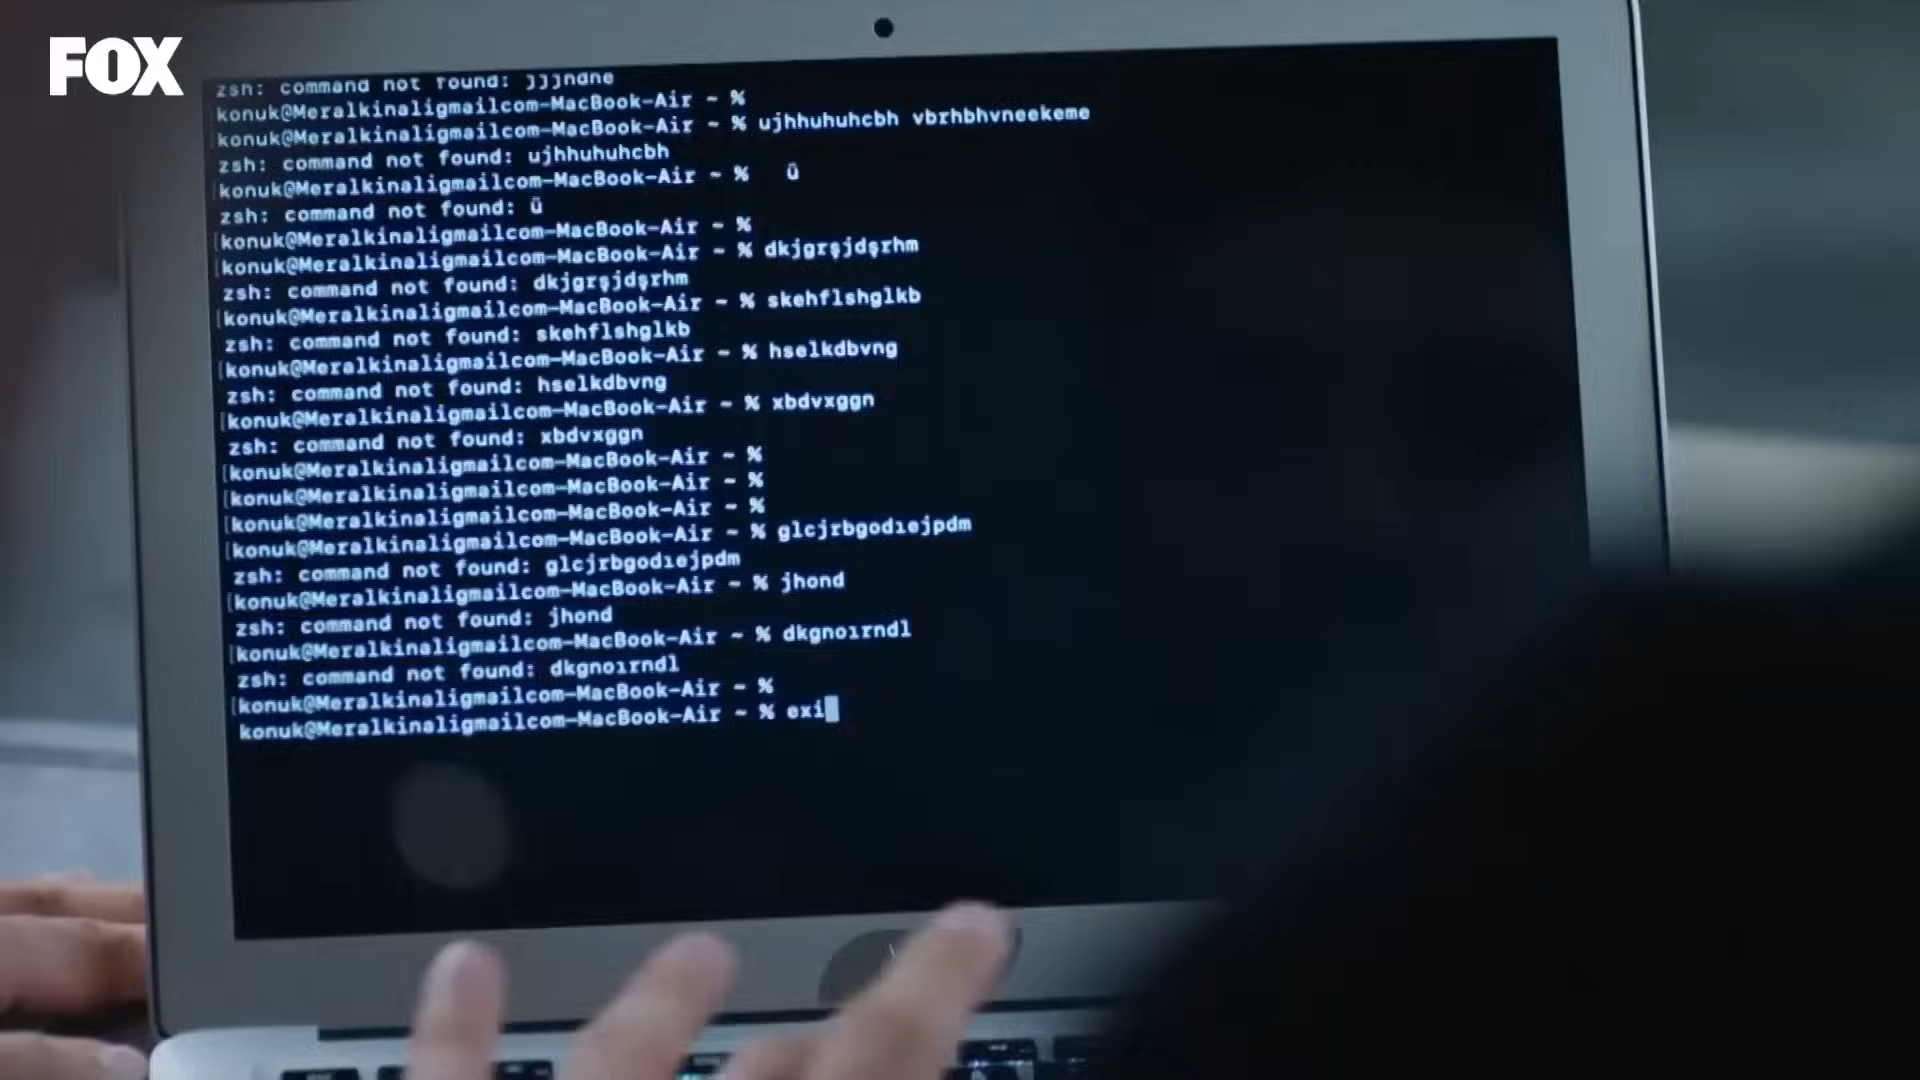 FOX
zsh: command not found: jjjndne
konuk@Meralkinaligmailcom-MacBook-Air ~ %
konuk@Meralkinaligmailcom-MacBook-Air ~ % ujhhuhuhcbh vbrhbhvneekeme
zsh: command not found: ujhhuhuhcbh
konuk@Meralkinaligmailcom-MacBook-Air ~ %   ü
zsh: command not found: ü
konuk@Meralkinaligmailcom-MacBook-Air ~ %
konuk@Meralkinaligmailcom-MacBook-Air ~ % dkjgrşjdşrhm
zsh: command not found: dkjgrşjdşrhm
konuk@Meralkinaligmailcom-MacBook-Air ~ % skehflshglkb
zsh: command not found: skehflshglkb
konuk@Meralkinaligmailcom-MacBook-Air ~ % hselkdbvng
zsh: command not found: hselkdbvng
konuk@Meralkinaligmailcom-MacBook-Air ~ % xbdvxggn
zsh: command not found: xbdvxggn
konuk@Meralkinaligmailcom-MacBook-Air ~ %
konuk@Meralkinaligmailcom-MacBook-Air ~ %
konuk@Meralkinaligmailcom-MacBook-Air ~ %
konuk@Meralkinaligmailcom-MacBook-Air ~ % glcjrbgodıejpdm
zsh: command not found: glcjrbgodıejpdm
konuk@Meralkinaligmailcom-MacBook-Air ~ % jhond
zsh: command not found: jhond
konuk@Meralkinaligmailcom-MacBook-Air ~ % dkgnoırndl
zsh: command not found: dkgnoırndl
konuk@Meralkinaligmailcom-MacBook-Air ~ %
konuk@Meralkinaligmailcom-MacBook-Air ~ % exi